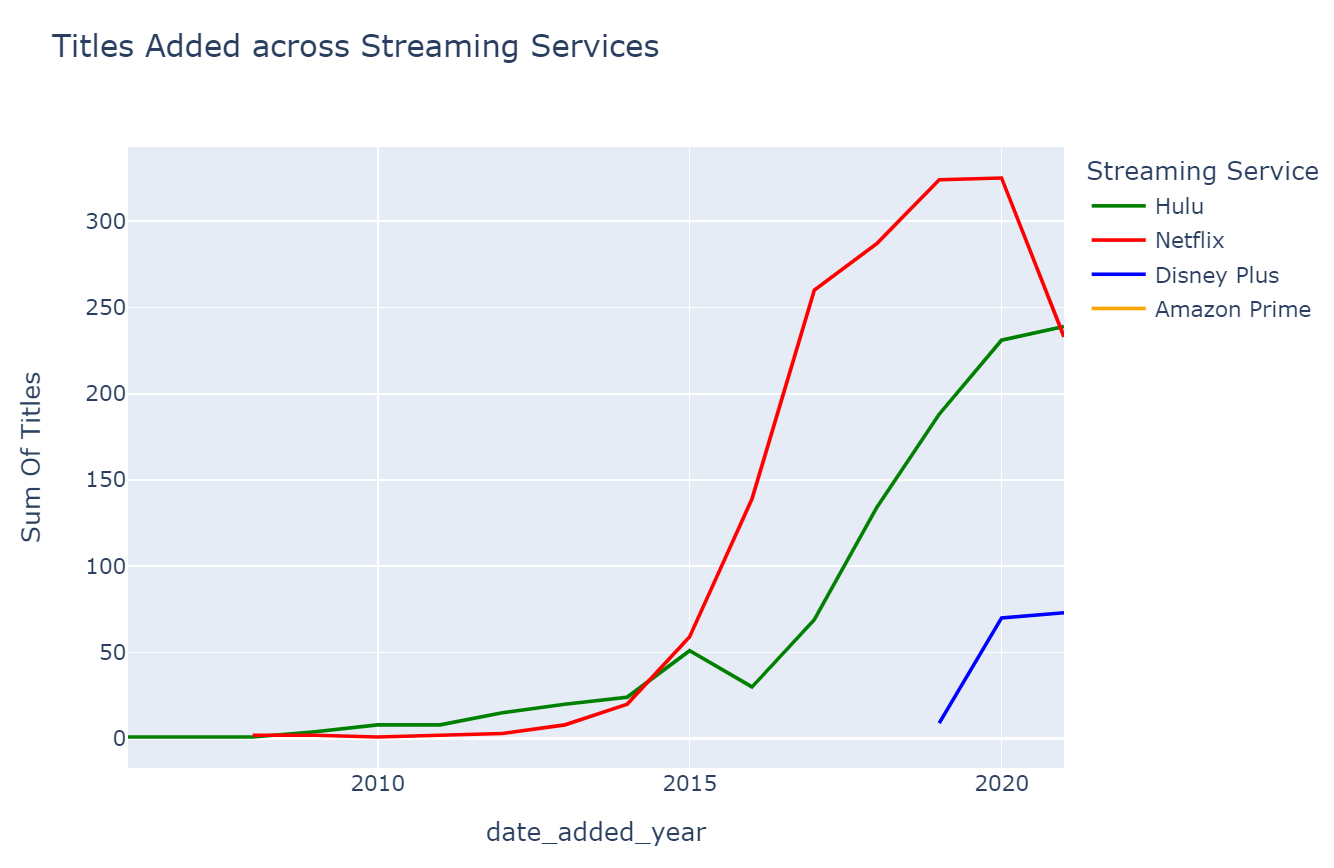 Titles Added across Streaming Services
Streaming Service
Hulu
Netflix
Disney Plus
Amazon Prime
Sum Of Titles
300
250
200
150
100
50
0
2010
2015
2020
date_added_year